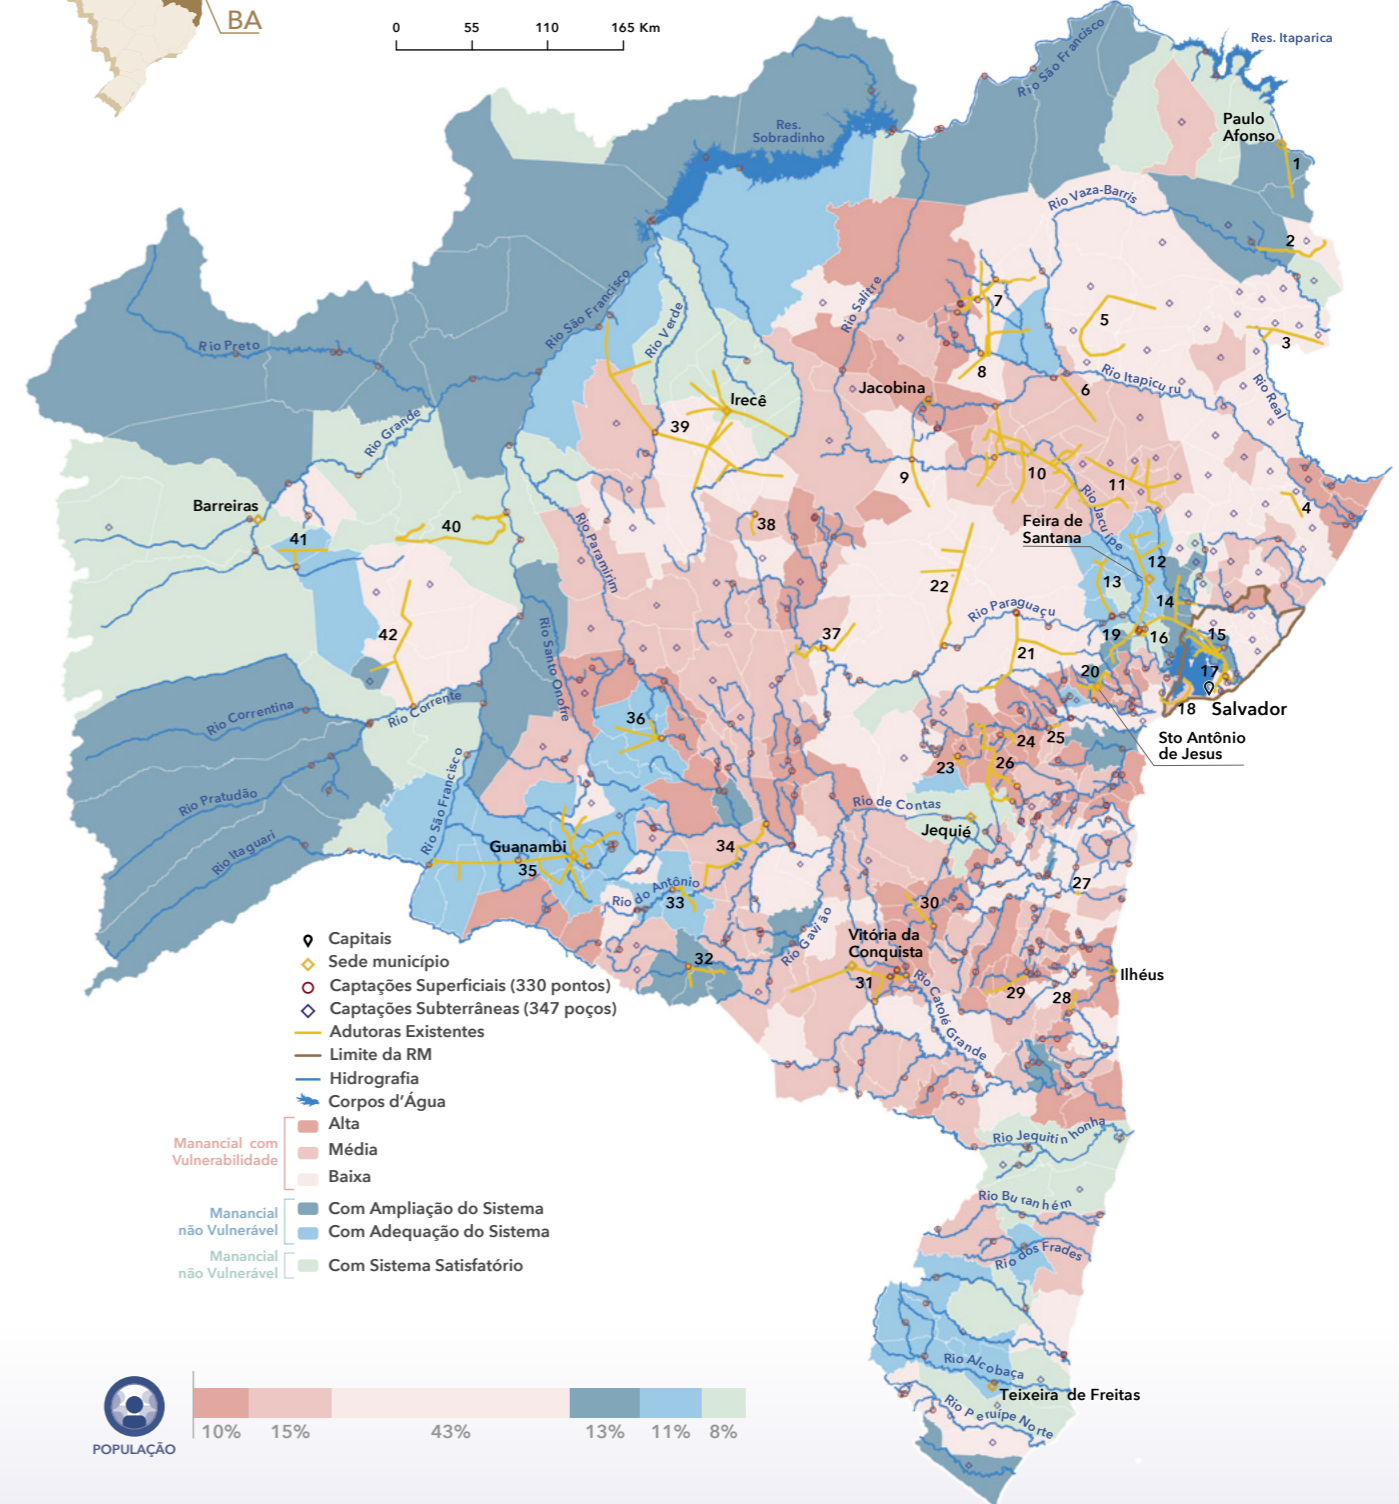 BA
0 55 110 165 Km
Res. Itaparica
Rio São Francisco
Paulo
Afonso
1
Res.
Sobradinho
Rio Vaza-Barris
2
Rio São Francisco
Rio Verde
Rio Salitre
7
5
3
Rio Preto
8
Rio Itapicuru
6
Rio Real
Jacobina
Irecê
39
Rio Grande
9
10
11
Barreiras
40
41
38
Rio Jacuípe
4
Feira de
Santana
Rio Paramirim
12
13
22
14
Rio Paraguaçu
42
37
19
16
15
21
20
17
Rio Santo Onofre
18
Salvador
Rio Correntina
Rio Corrente
36
24
25
Sto Antônio
de Jesus
23
26
Rio Pratudão
Rio São Francisco
Rio de Contas
Jequié
Rio Itaguari
Guanambi
35
34
27
Rio do Antônio
33
30
Rio Gavião
Vitória da
Conquista
32
31
Ilhéus
29
28
Rio Catolé Grande
Capitais
Sede município
Captações Superficiais (330 pontos)
Captações Subterrâneas (347 poços)
Adutoras Existentes
Limite da RM
Hidrografia
Corpos d'Água
Manancial com
Vulnerabilidade
Alta
Média
Baixa
Manancial
não Vulnerável
Com Ampliação do Sistema
Com Adequação do Sistema
Manancial
não Vulnerável
Com Sistema Satisfatório
Rio Jequitinhonha
Rio Buranhém
Rio dos Frades
Rio Alcobaça
Teixeira de Freitas
Rio Peruípe Norte
POPULAÇÃO
10% 15% 43% 13% 11% 8%